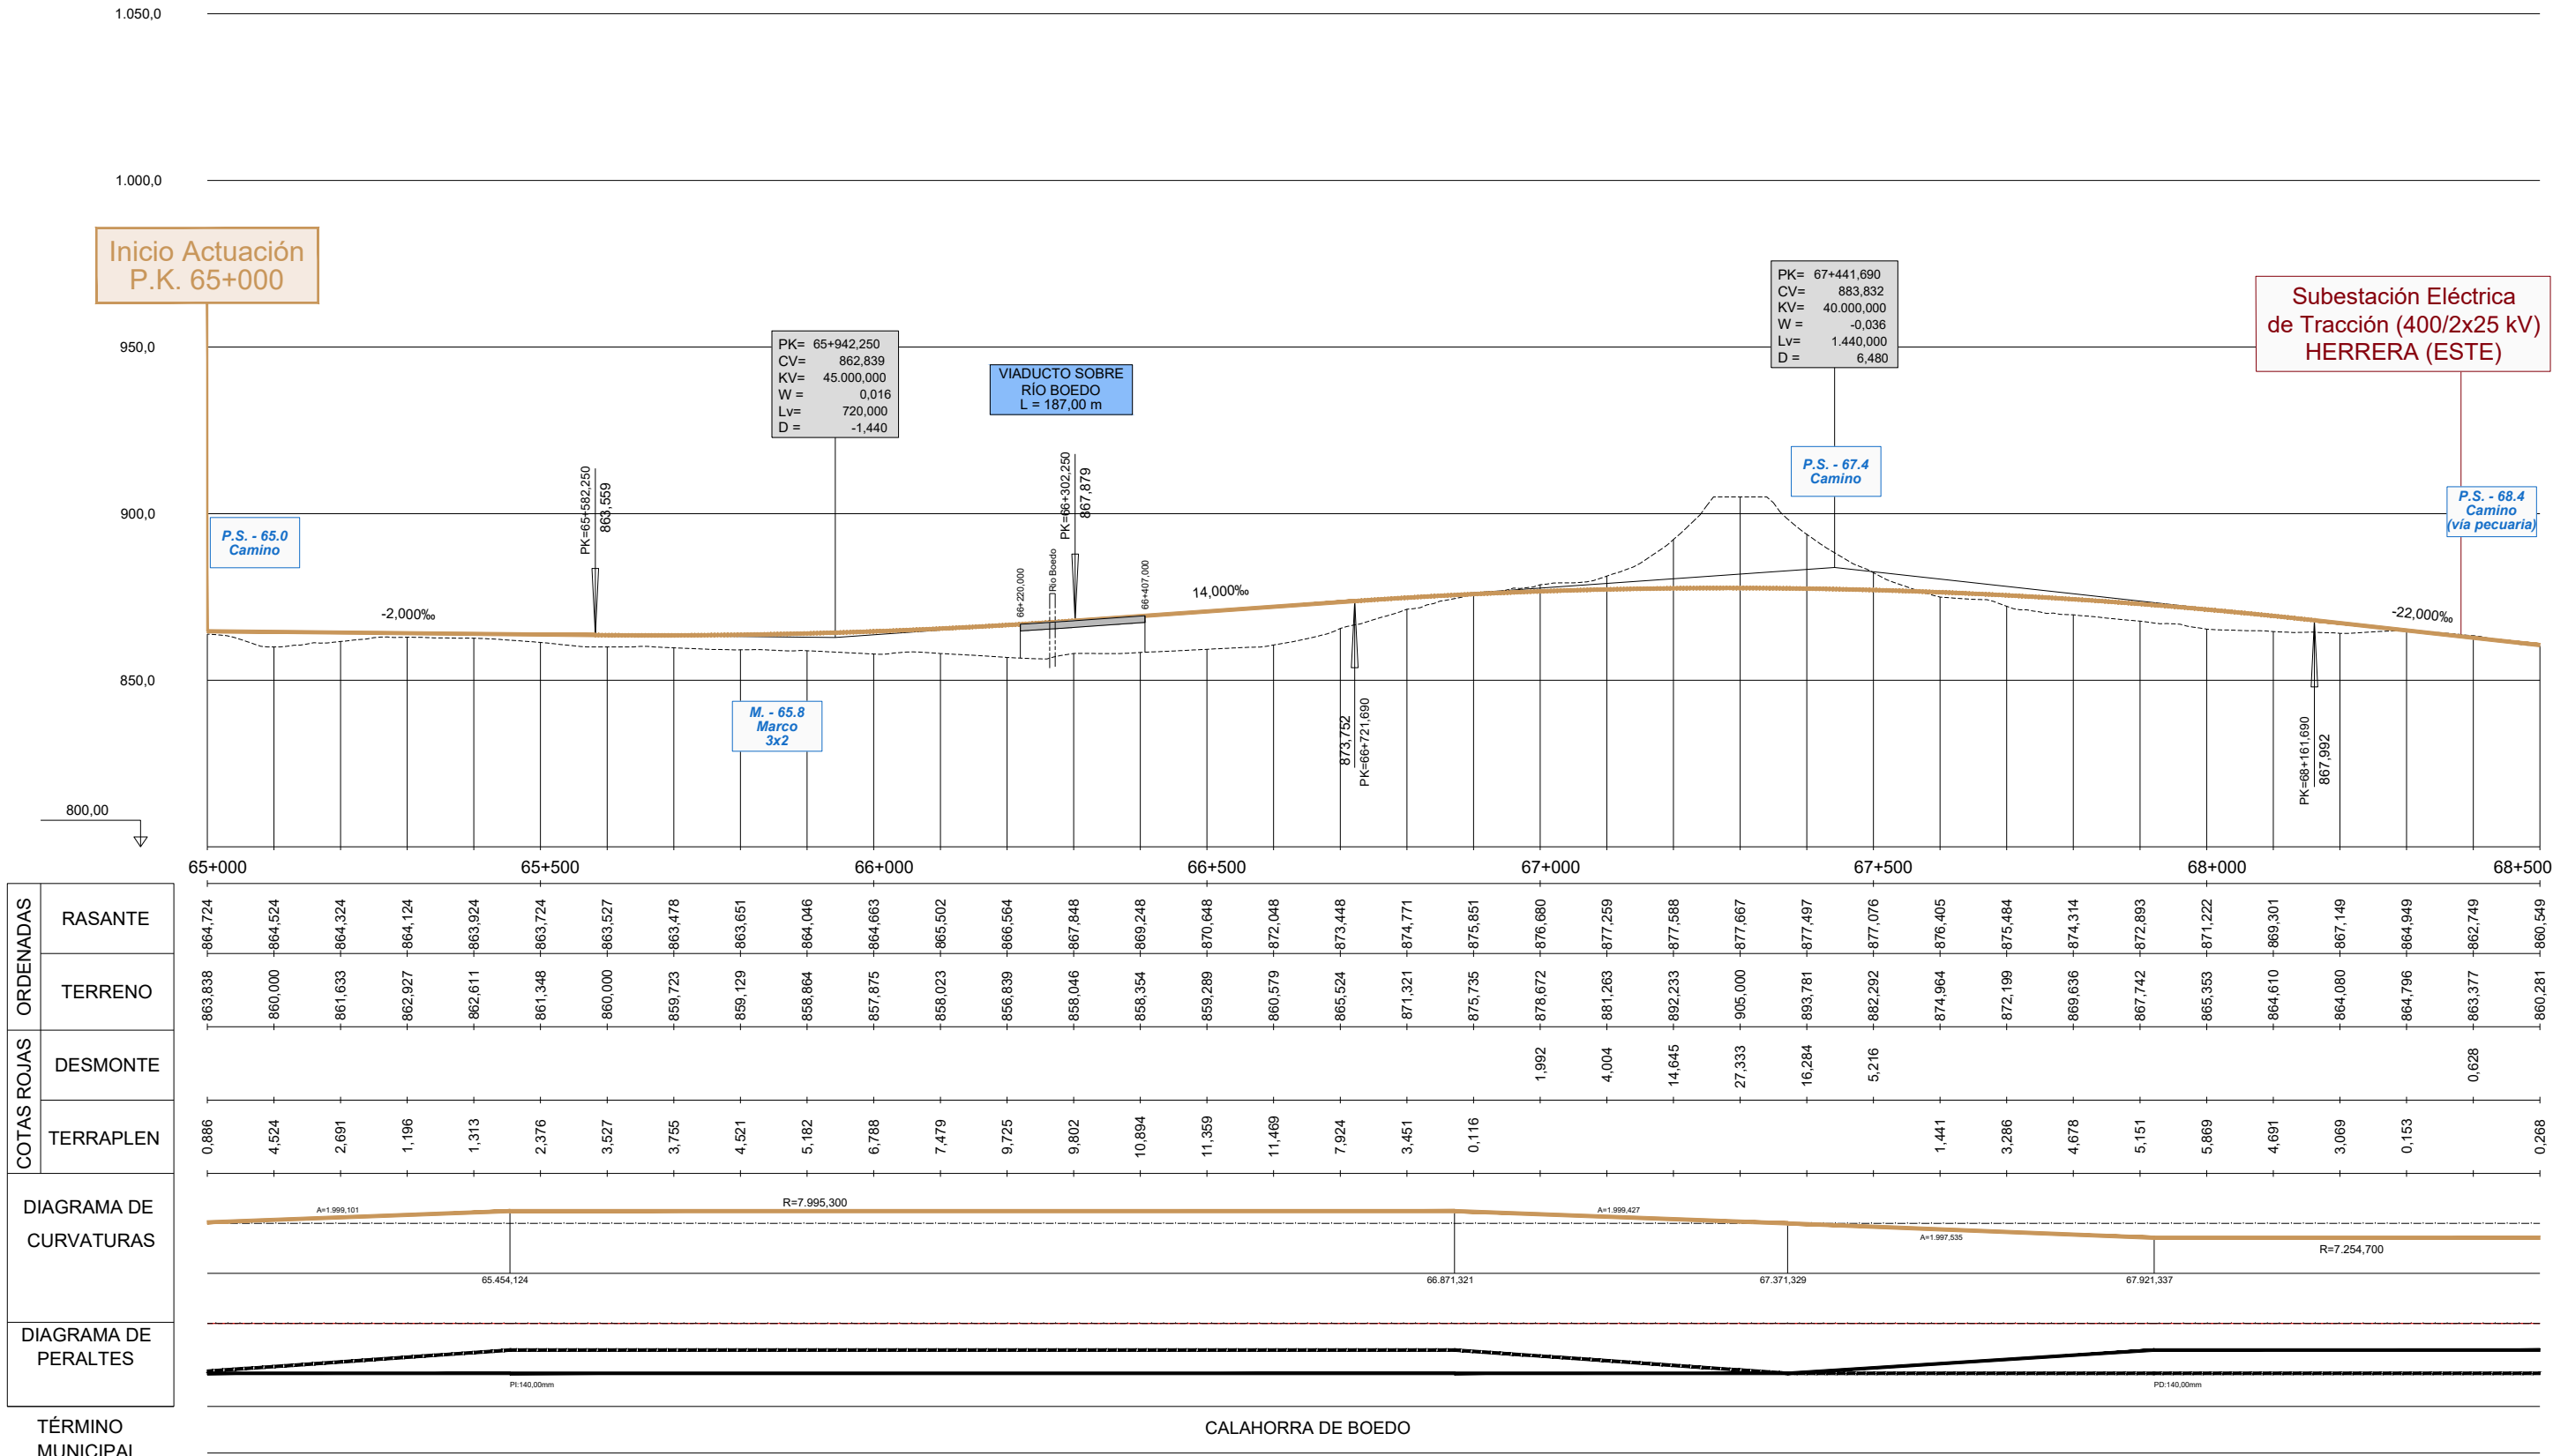 1.050,0
1.000,0
950,0
900,0
850,0
800,00
Inicio Actuación
P.K. 65+000
PK= 65+942,250
CV= 862,839
KV= 45.000,000
W = 0,016
Lv= 720,000
D = -1,440
VIADUCTO SOBRE
RÍO BOEDO
L = 187,00 m
PK= 67+441,690
CV= 883,832
KV= 40.000,000
W = -0,036
Lv= 1.440,000
D = 6,480
Subestación Eléctrica
de Tracción (400/2x25 kV)
HERRERA (ESTE)
P.S. - 65.0
Camino
PK=65+582,250
863,559
PK=66+302,250
867,879
P.S. - 67.4
Camino
P.S. - 68.4
Camino
(vía pecuaria)
-2,000‰
66+220,000
Río Boedo
66+407,000
14,000‰
-22,000‰
M. - 65.8
Marco
3x2
873,752
PK=66+721,690
PK=68+161,690
867,992
65+000 65+500 66+000 66+500 67+000 67+500 68+000 68+500
ORDENADAS
RASANTE 864,724 864,524 864,324 864,124 863,924 863,724 863,527 863,478 863,651 864,046 864,663 865,502 866,564 867,848 869,248 870,648 872,048 873,448 874,771 875,851 876,680 877,259 877,588 877,667 877,497 877,076 876,405 875,484 874,314 872,893 871,222 869,301 867,149 864,949 862,749 860,549
TERRENO 863,838 860,000 861,633 862,927 862,611 861,348 860,000 859,723 859,129 858,864 857,875 858,023 856,839 858,046 858,354 859,289 860,579 865,524 871,321 875,735 878,672 881,263 892,233 905,000 893,781 882,292 874,964 872,199 869,636 867,742 865,353 864,610 864,080 864,796 863,377 860,281
COTAS ROJAS
DESMONTE 1,992 4,004 14,645 27,333 16,284 5,216 0,628
TERRAPLEN 0,886 4,524 2,691 1,196 1,313 2,376 3,527 3,755 4,521 5,182 6,788 7,479 9,725 9,802 10,894 11,359 11,469 7,924 3,451 0,116 1,441 3,286 4,678 5,151 5,869 4,691 3,069 0,153 0,268
DIAGRAMA DE
CURVATURAS
A=1.999,101
R=7.995,300
A=1.999,427
A=1.997,535
R=7.254,700
65.454,124 66.871,321 67.371,329 67.921,337
DIAGRAMA DE
PERALTES
PI:140,00mm
PD:140,00mm
TÉRMINO
MUNICIPAL
CALAHORRA DE BOEDO